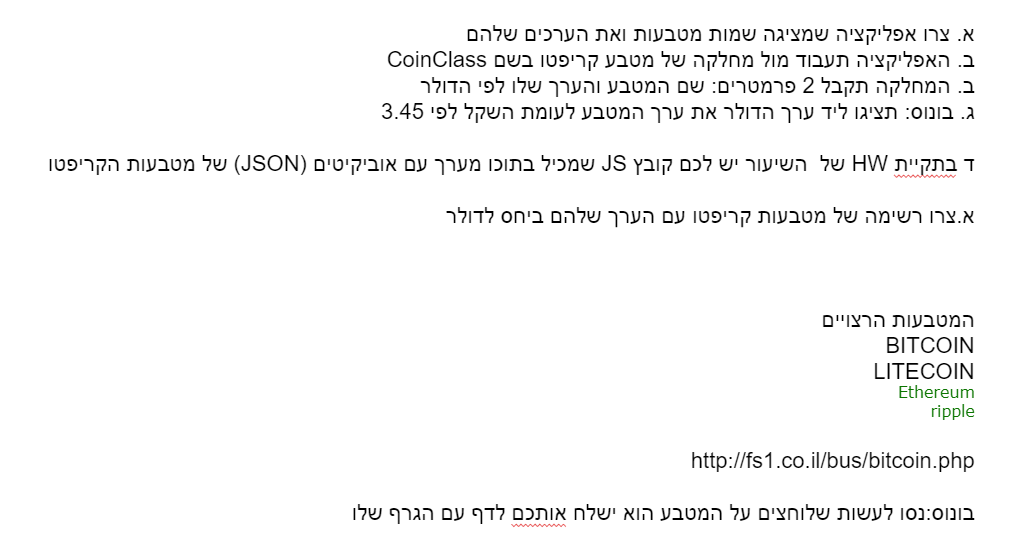 א. צרו אפליקציה שמציגה שמות מטבעות ואת הערכים שלהם
ב. האפליקציה תעבוד מול מחלקה של מטבע קריפטו בשם CoinClass
ב. המחלקה תקבל 2 פרמטרים: שם המטבע והערך שלו לפי הדולר
ג. בונוס: תציגו ליד ערך הדולר את ערך המטבע לעומת השקל לפי 3.45
ד בתקיית HW של השיעור יש לכם קובץ JS שמכיל בתוכו מערך עם אוביקיטים (JSON) של מטבעות הקריפטו
א.צרו רשימה של מטבעות קריפטו עם הערך שלהם ביחס לדולר
המטבעות הרצויים
BITCOIN
LITECOIN
Ethereum
ripple
http://fs1.co.il/bus/bitcoin.php
בונוס:נסו לעשות שלוחצים על המטבע הוא ישלח אותכם לדף עם הגרף שלו